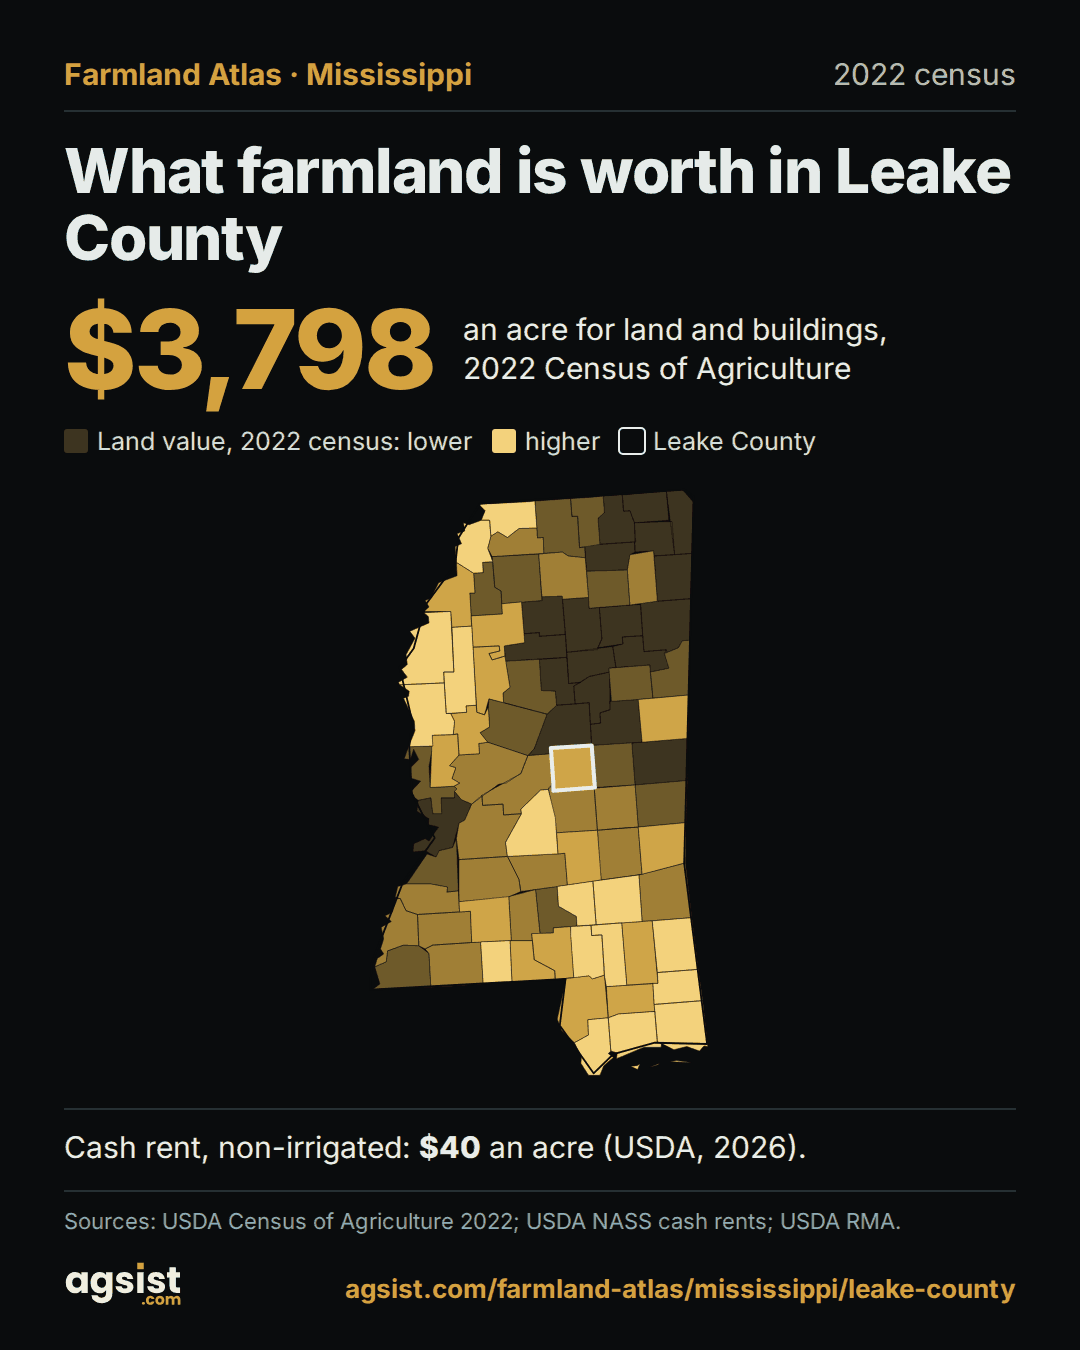 Farmland Atlas · Mississippi
2022 census
What farmland is worth in Leake
County
$3,798
an acre for land and buildings,
2022 Census of Agriculture
Land value, 2022 census: lower
higher
Leake County
Cash rent, non-irrigated: $40 an acre (USDA, 2026).
Sources: USDA Census of Agriculture 2022; USDA NASS cash rents; USDA RMA.
agsist
.com
agsist.com/farmland-atlas/mississippi/leake-county